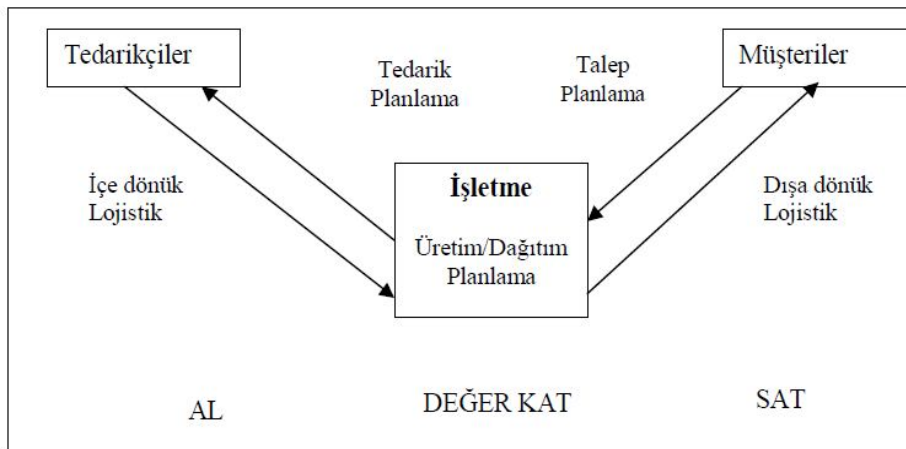 Tedarikçiler
Tedarik
Planlama
Talep
Planlama
Müşteriler
İçe dönük
Lojistik
İşletme
Üretim/Dağıtım
Planlama
Dışa dönük
Lojistik
AL
DEĞER KAT
SAT